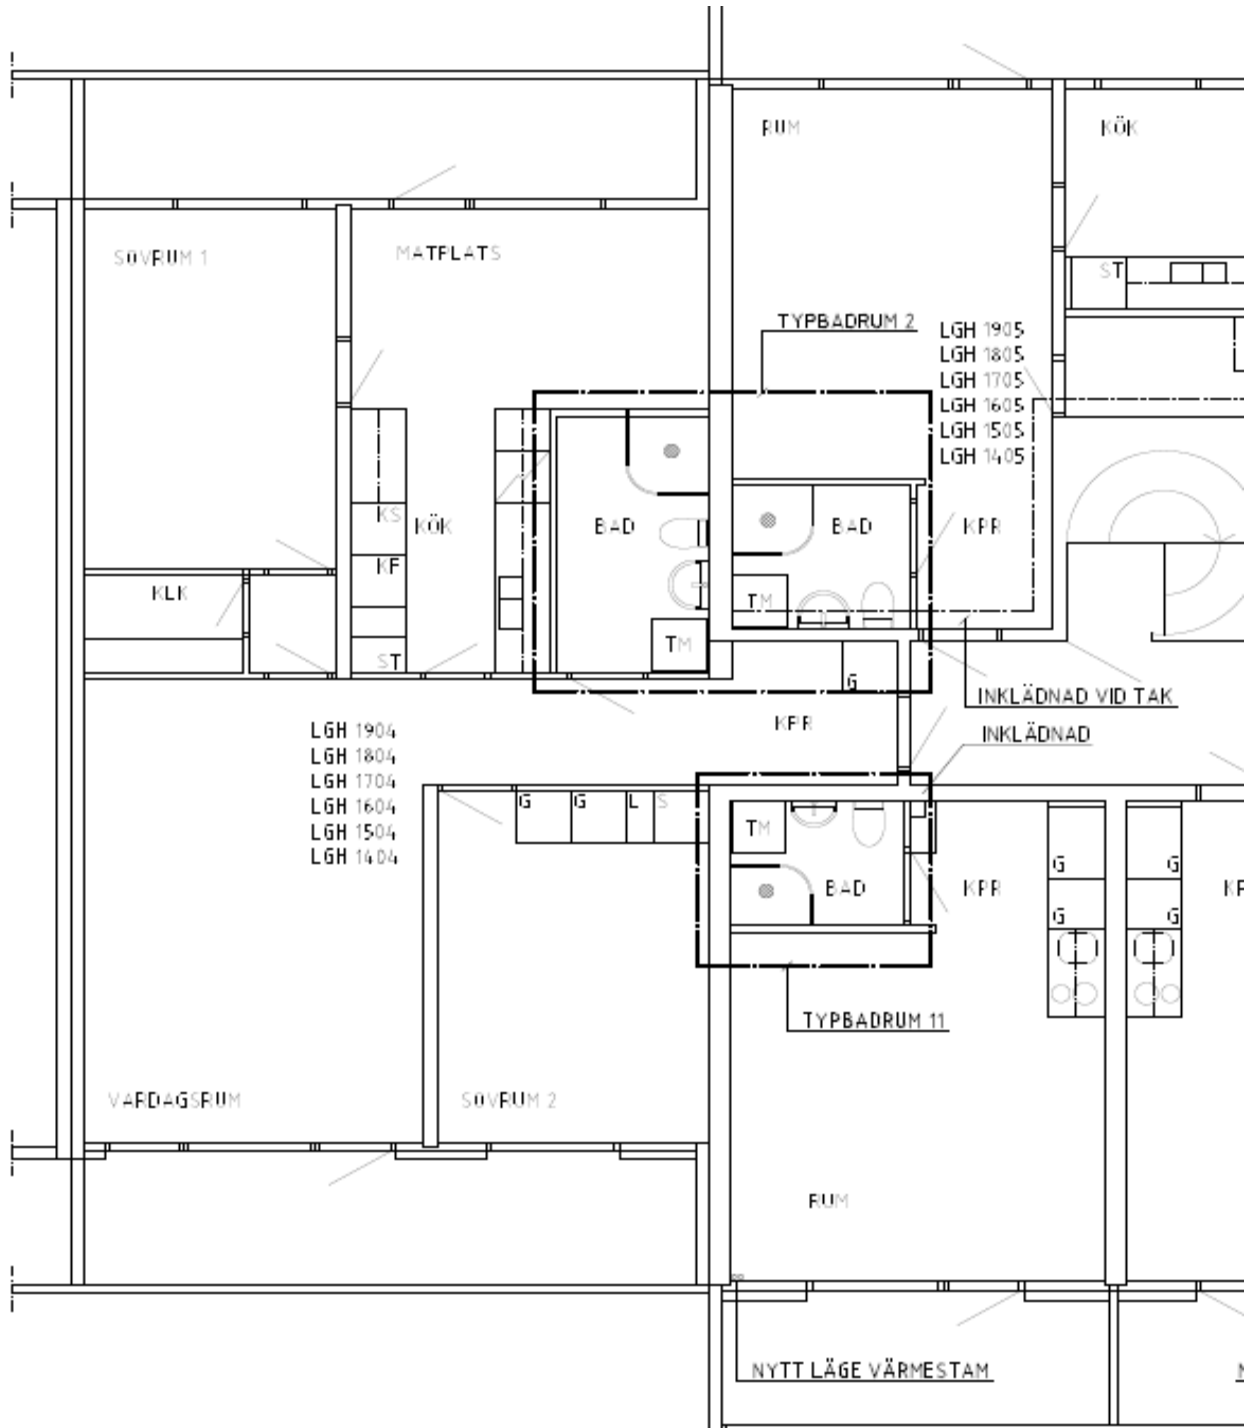 RUM
KÖK
SOVRUM 1
MATPLATS
ST
TYPBADRUM 2
LGH 1905
LGH 1805
LGH 1705
LGH 1605
LGH 1505
LGH 1405
KS
KÖK
BAD
BAD
KPR
KF
KLK
TM
TM
ST
G
INKLÄDNAD VID TAK
KPR
INKLÄDNAD
LGH 1904
LGH 1804
LGH 1704
LGH 1604
LGH 1504
LGH 1404
G
G
L
S
TM
BAD
KPR
G
G
G
G
TYPBADRUM 11
VARDAGSRUM
SOVRUM 2
RUM
NYTT LÄGE VÄRMESTAM